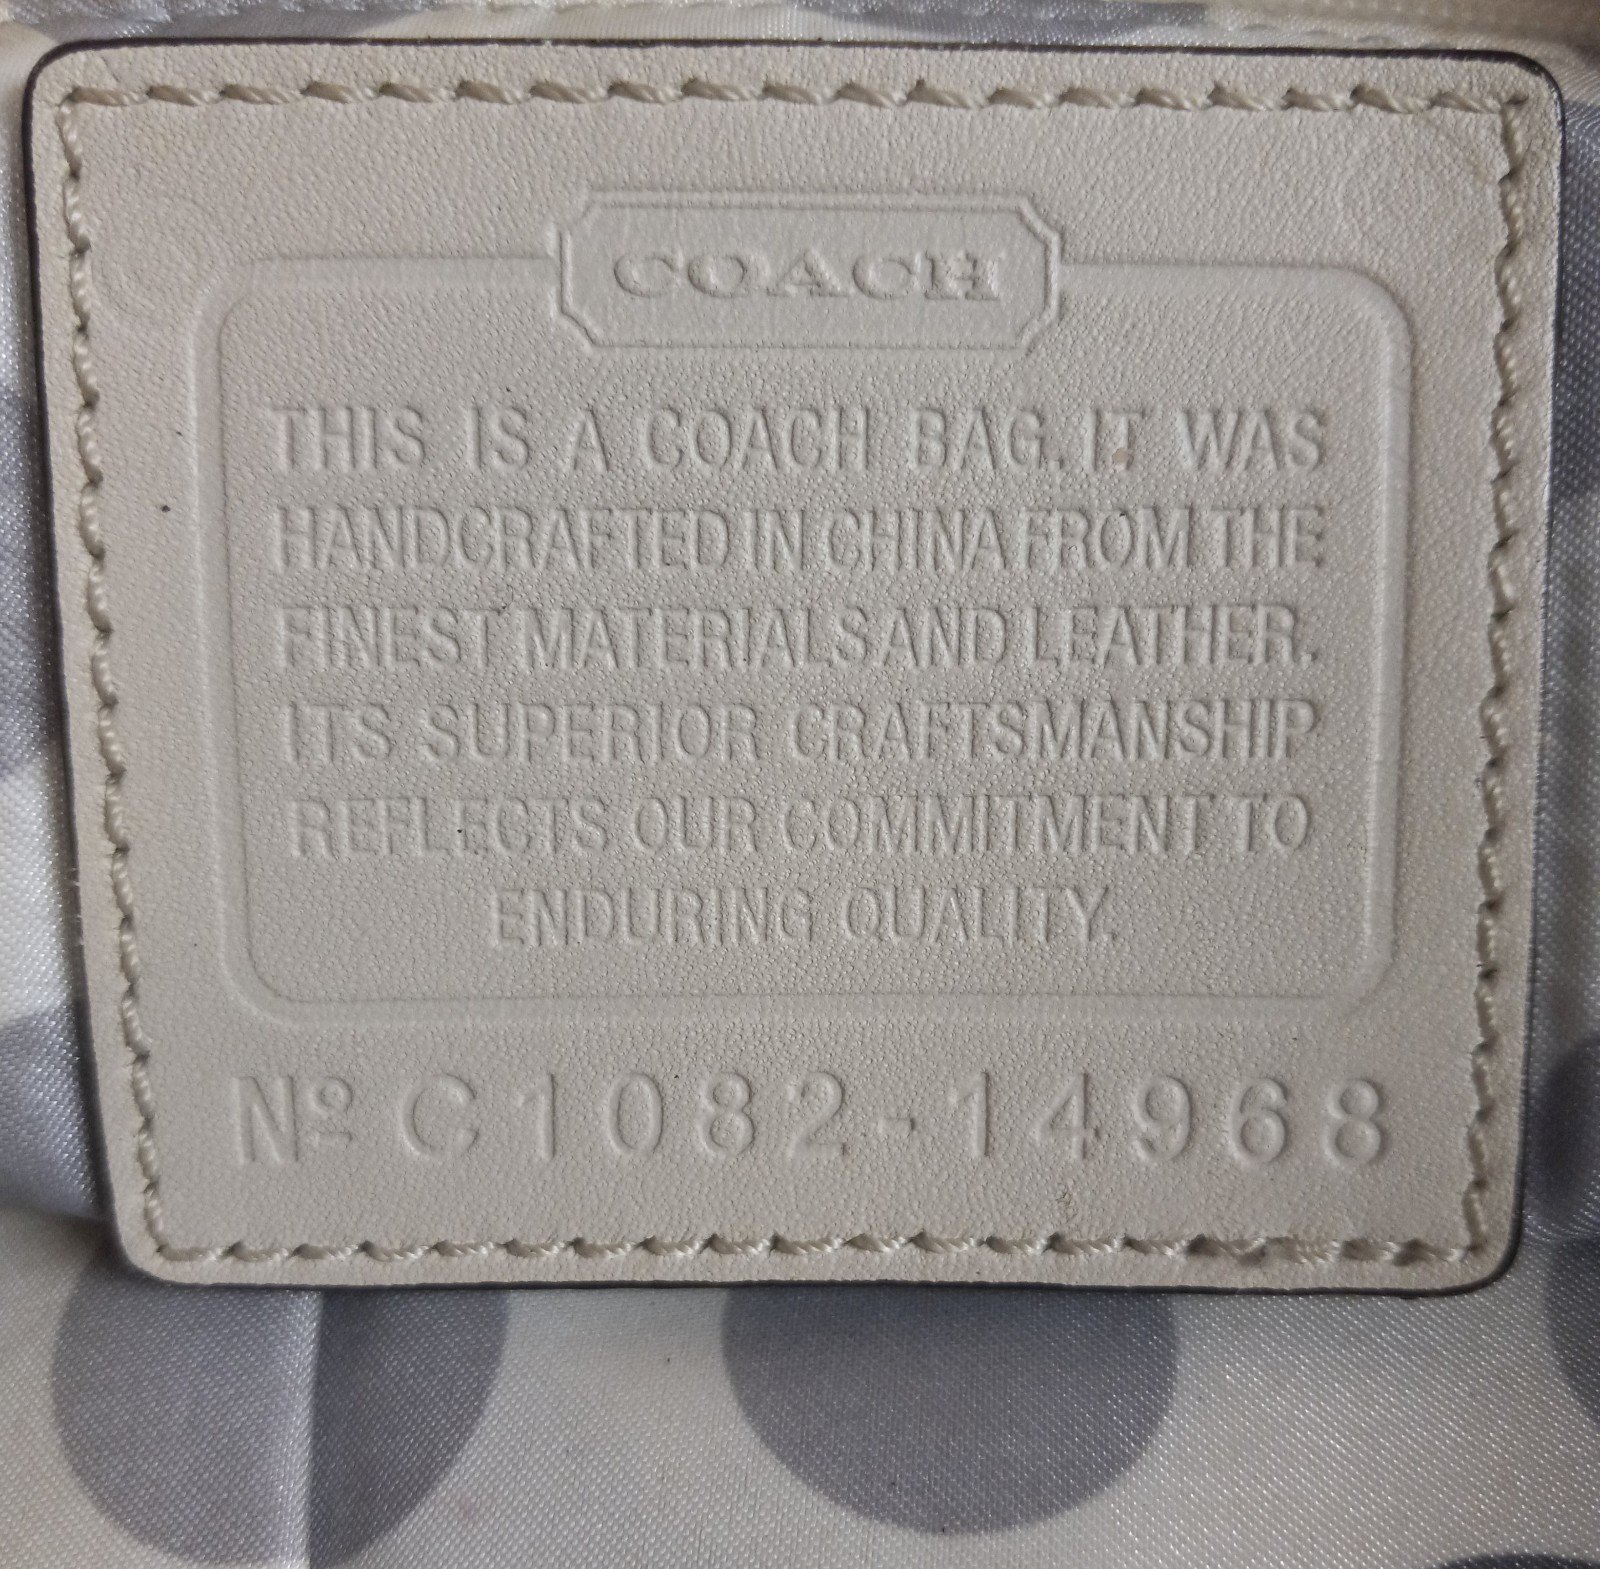 COACH
THIS IS A COACH BAG. IT WAS
HANDCRAFTED IN CHINA FROM THE
FINEST MATERIALS AND LEATHER.
ITS SUPERIOR CRAFTSMANSHIP
REFLECTS OUR COMMITMENT TO
ENDURING QUALITY.
Nº C1082-14968